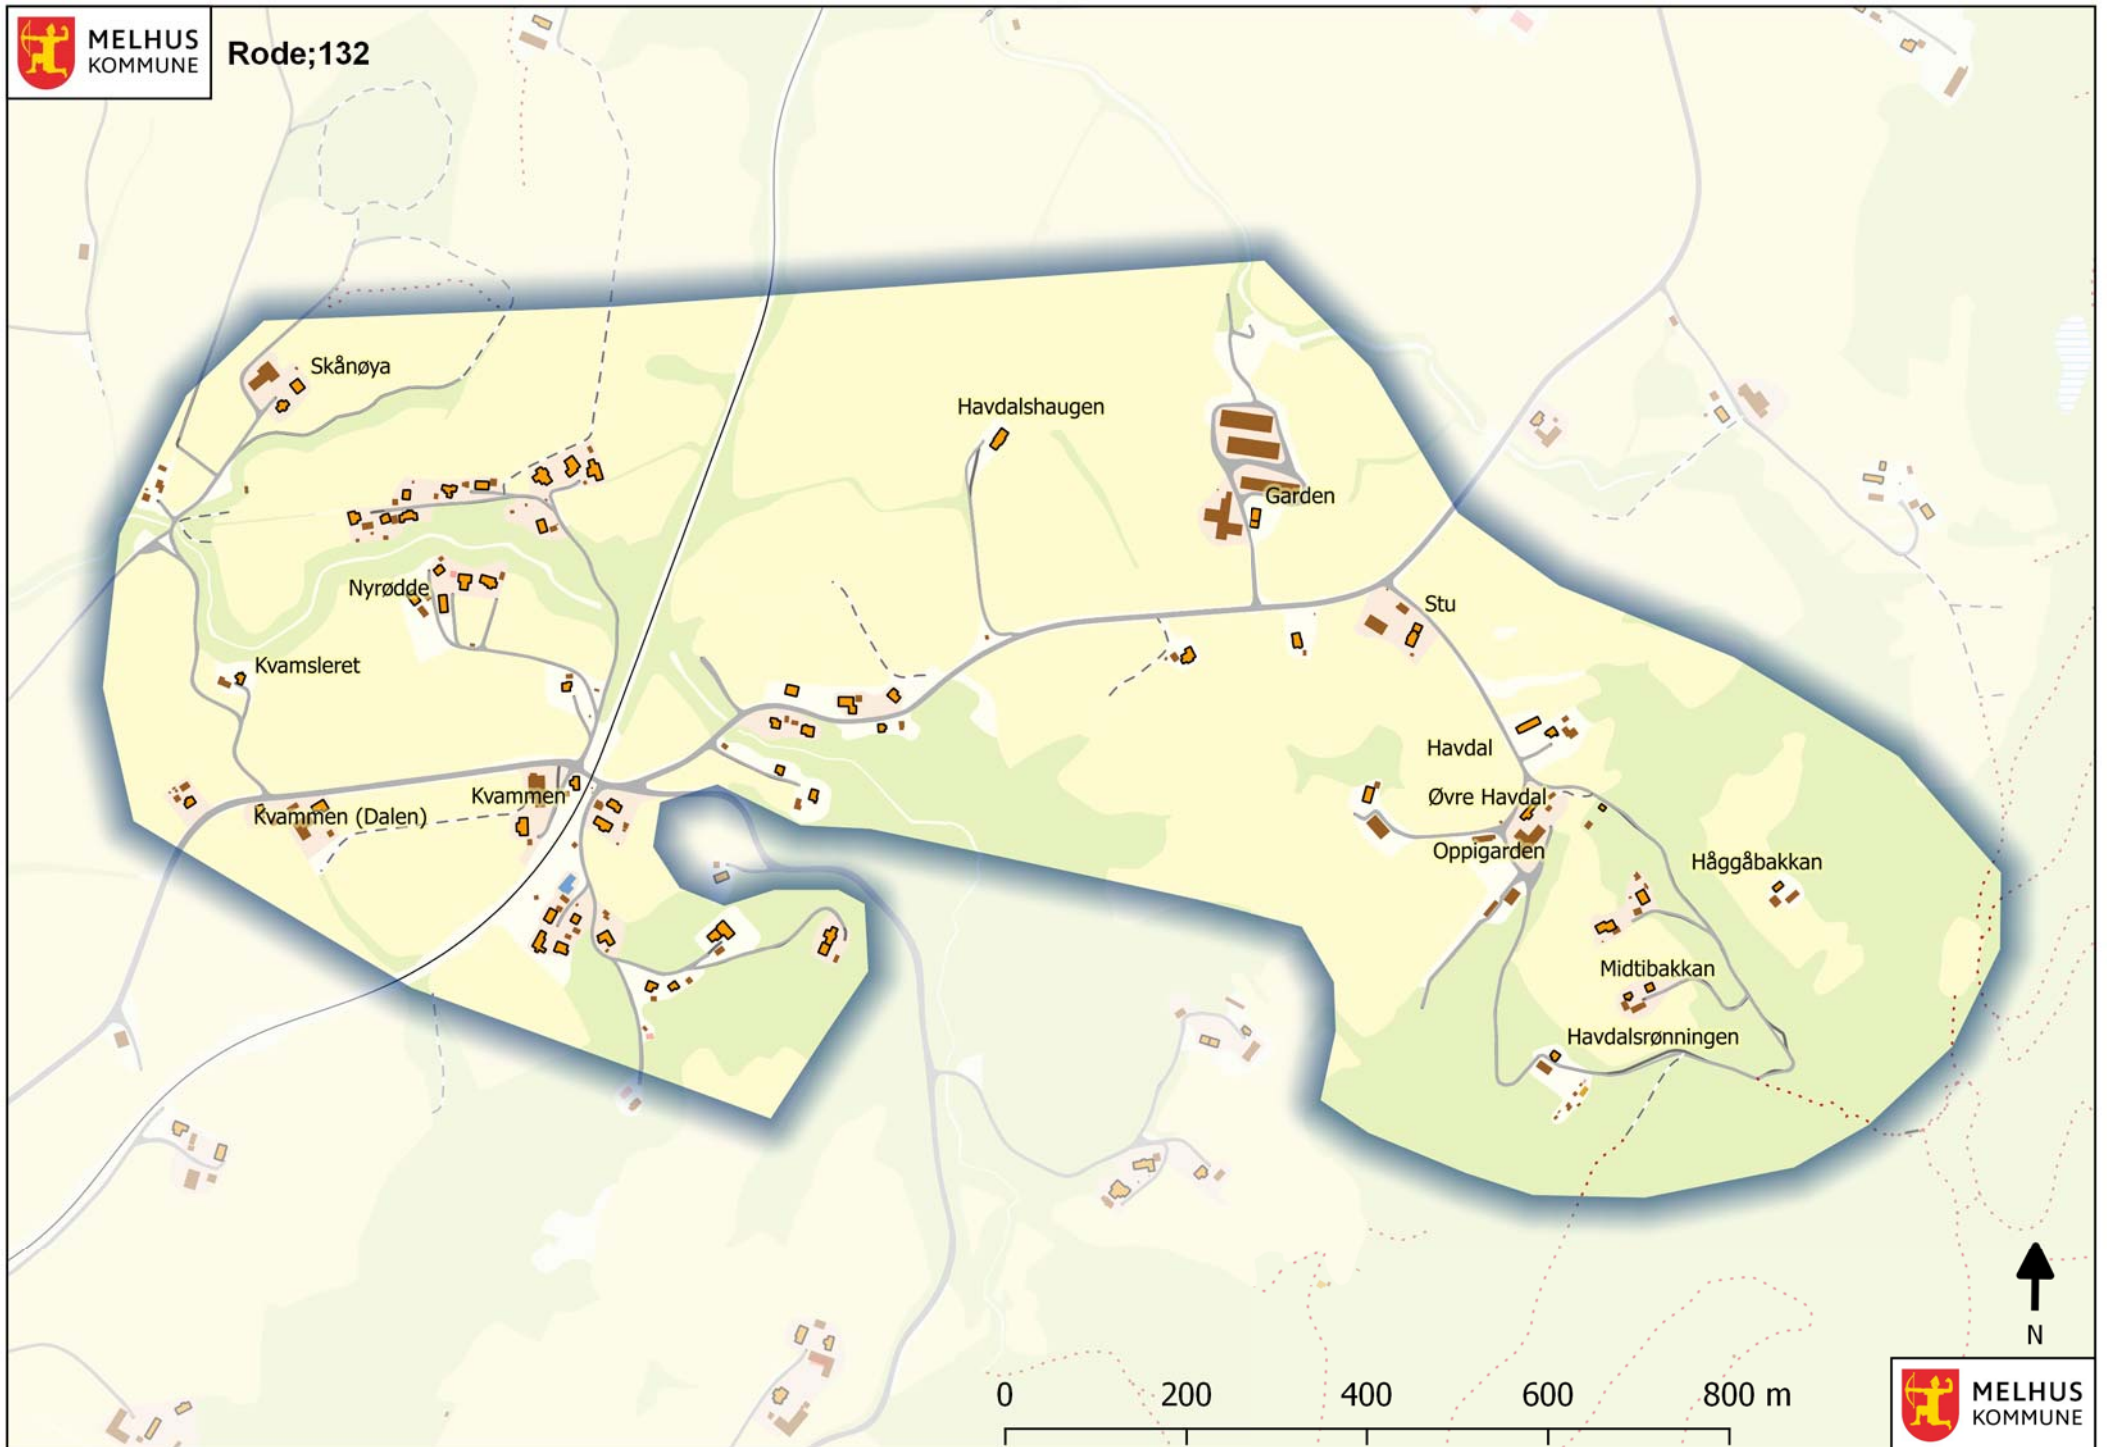 MELHUS
KOMMUNE
Rode;132
Skånøya
Havdalshaugen
Garden
Nyrødde
Stu
Kvamsleret
Havdal
Kvammen
Øvre Havdal
Kvammen (Dalen)
Oppigarden
Håggåbakkan
Midtibakkan
Havdalsrønningen
N
0 200 400 600 800 m
MELHUS
KOMMUNE